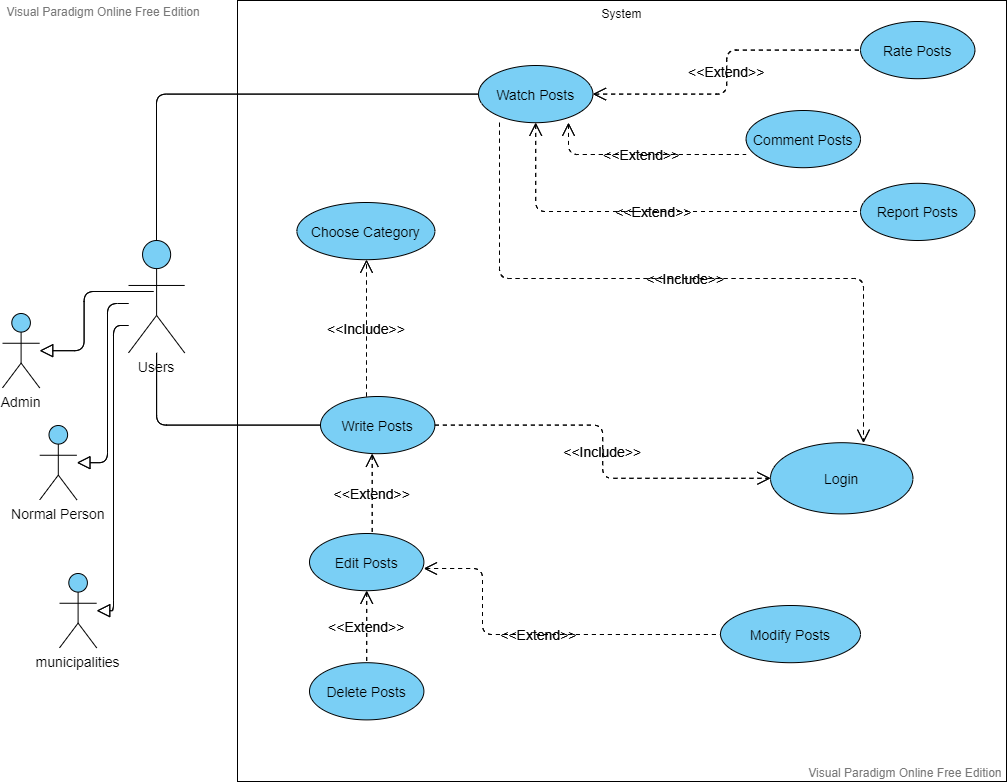 Visual Paradigm Online Free Edition
System
Rate Posts
<<Extend>>
Watch Posts
Comment Posts
<<Extend>>
Report Posts
<<Extend>>
Choose Category
<<Include>>
<<Include>>
Users
Admin
Write Posts
<<Include>>
Login
<<Extend>>
Normal Person
Edit Posts
<<Extend>>
<<Extend>>
Modify Posts
municipalities
Delete Posts
Visual Paradigm Online Free Edition